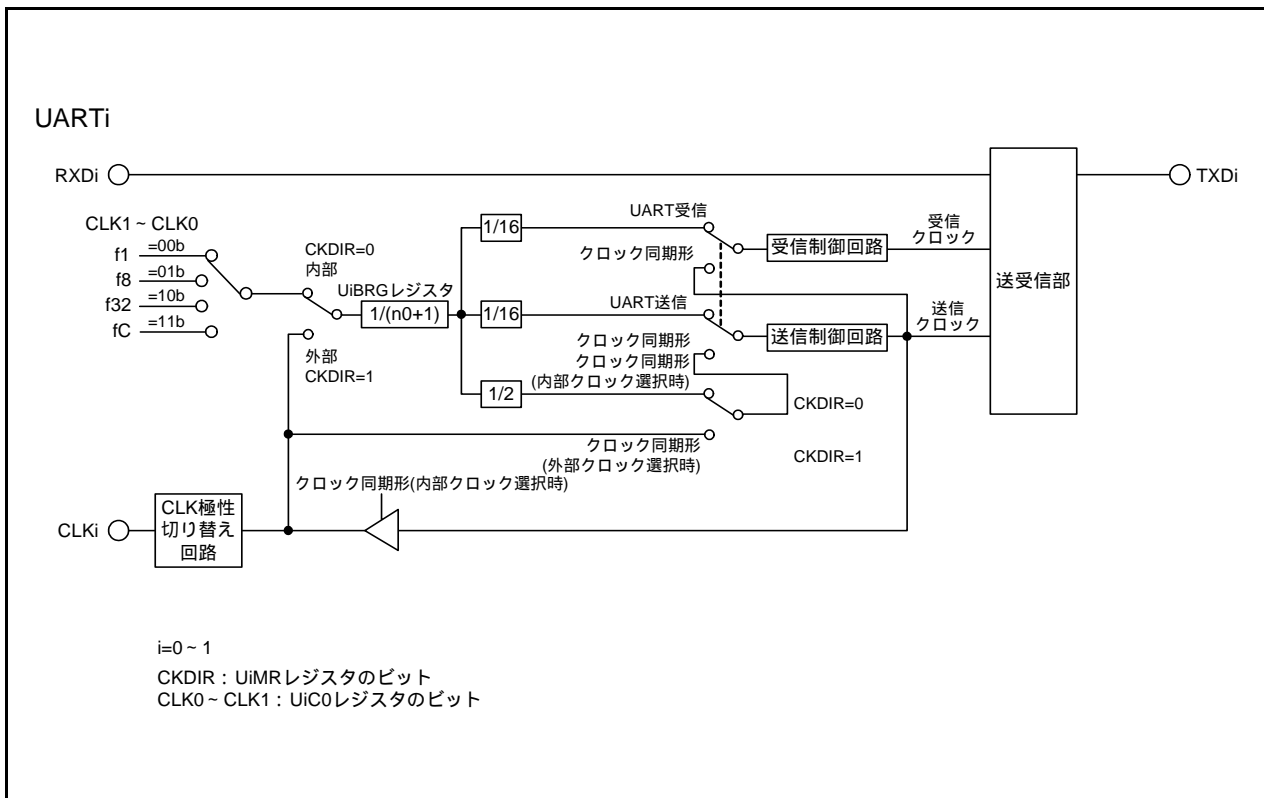 UARTi
RXDi
TXDi
CLK1 ~ CLK0
f1
=00b
f8
=01b
f32
=10b
fC
=11b
CKDIR=0
内部
外部
CKDIR=1
UiBRGレジスタ
1/(n0+1)
1/16
UART受信
クロック同期形
受信制御回路
受信
クロック
1/16
UART送信
クロック同期形
送信制御回路
送信
クロック
送受信部
クロック同期形
(内部クロック選択時)
1/2
CKDIR=0
クロック同期形
(外部クロック選択時)
CKDIR=1
クロック同期形(内部クロック選択時)
CLKi
CLK極性
切り替え
回路
i=0 ~ 1
CKDIR : UiMRレジスタのビット
CLK0 ~ CLK1 : UiC0レジスタのビット